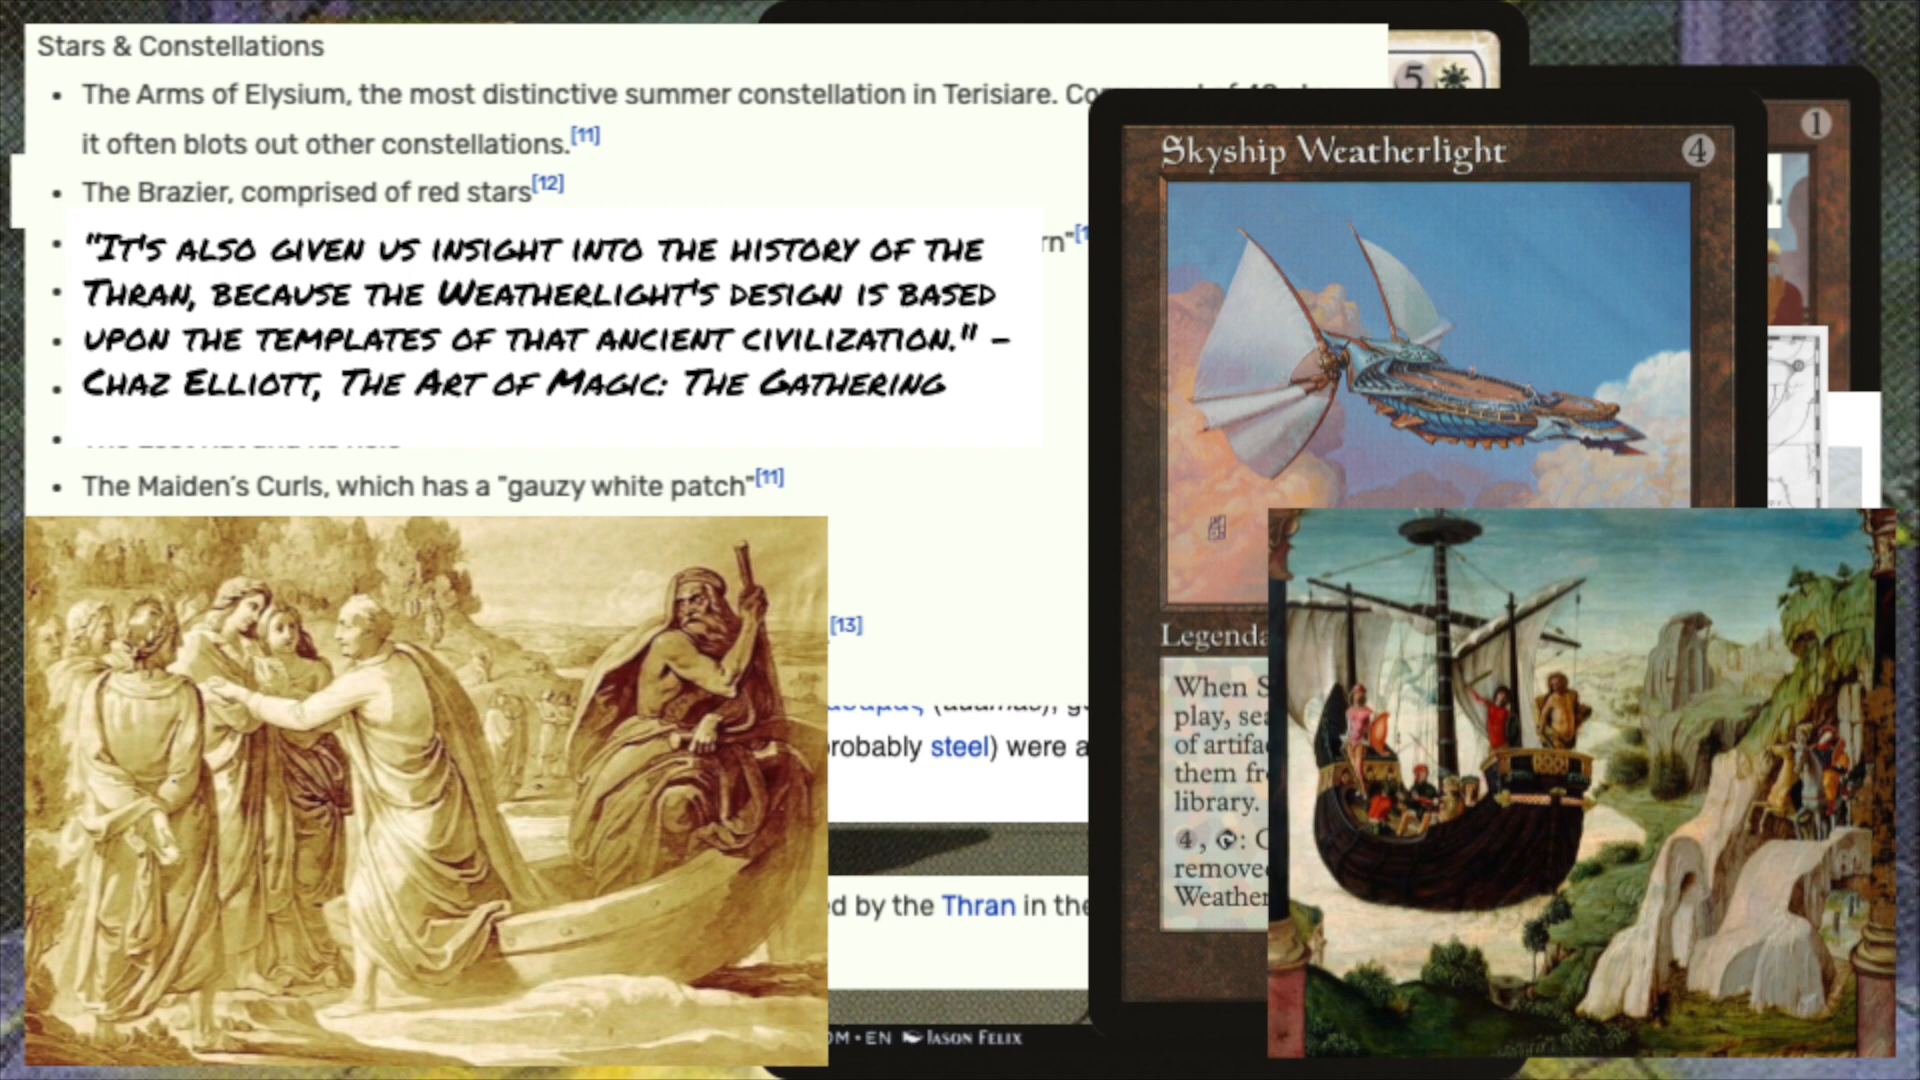 Stars & Constellations
• The Arms of Elysium, the most distinctive summer constellation in Terisiare.
it often blots out other constellations.[11]
• The Brazier, comprised of red stars[12]
"IT'S ALSO GIVEN US INSIGHT INTO THE HISTORY OF THE
THRAN, BECAUSE THE WEATHERLIGHT'S DESIGN IS BASED
UPON THE TEMPLATES OF THAT ANCIENT CIVILIZATION." –
CHAZ ELLIOTT, THE ART OF MAGIC: THE GATHERING
• The Maiden's Curls, which has a "gauzy white patch"[11]
[13]
steel) were a
ed by the Thran in the
EN JASON FELIX
5
1
Skyship Weatherlight 4
Legenda
When S
play, sea
of artifa
them fr
library.
4, : C
remove
Weather